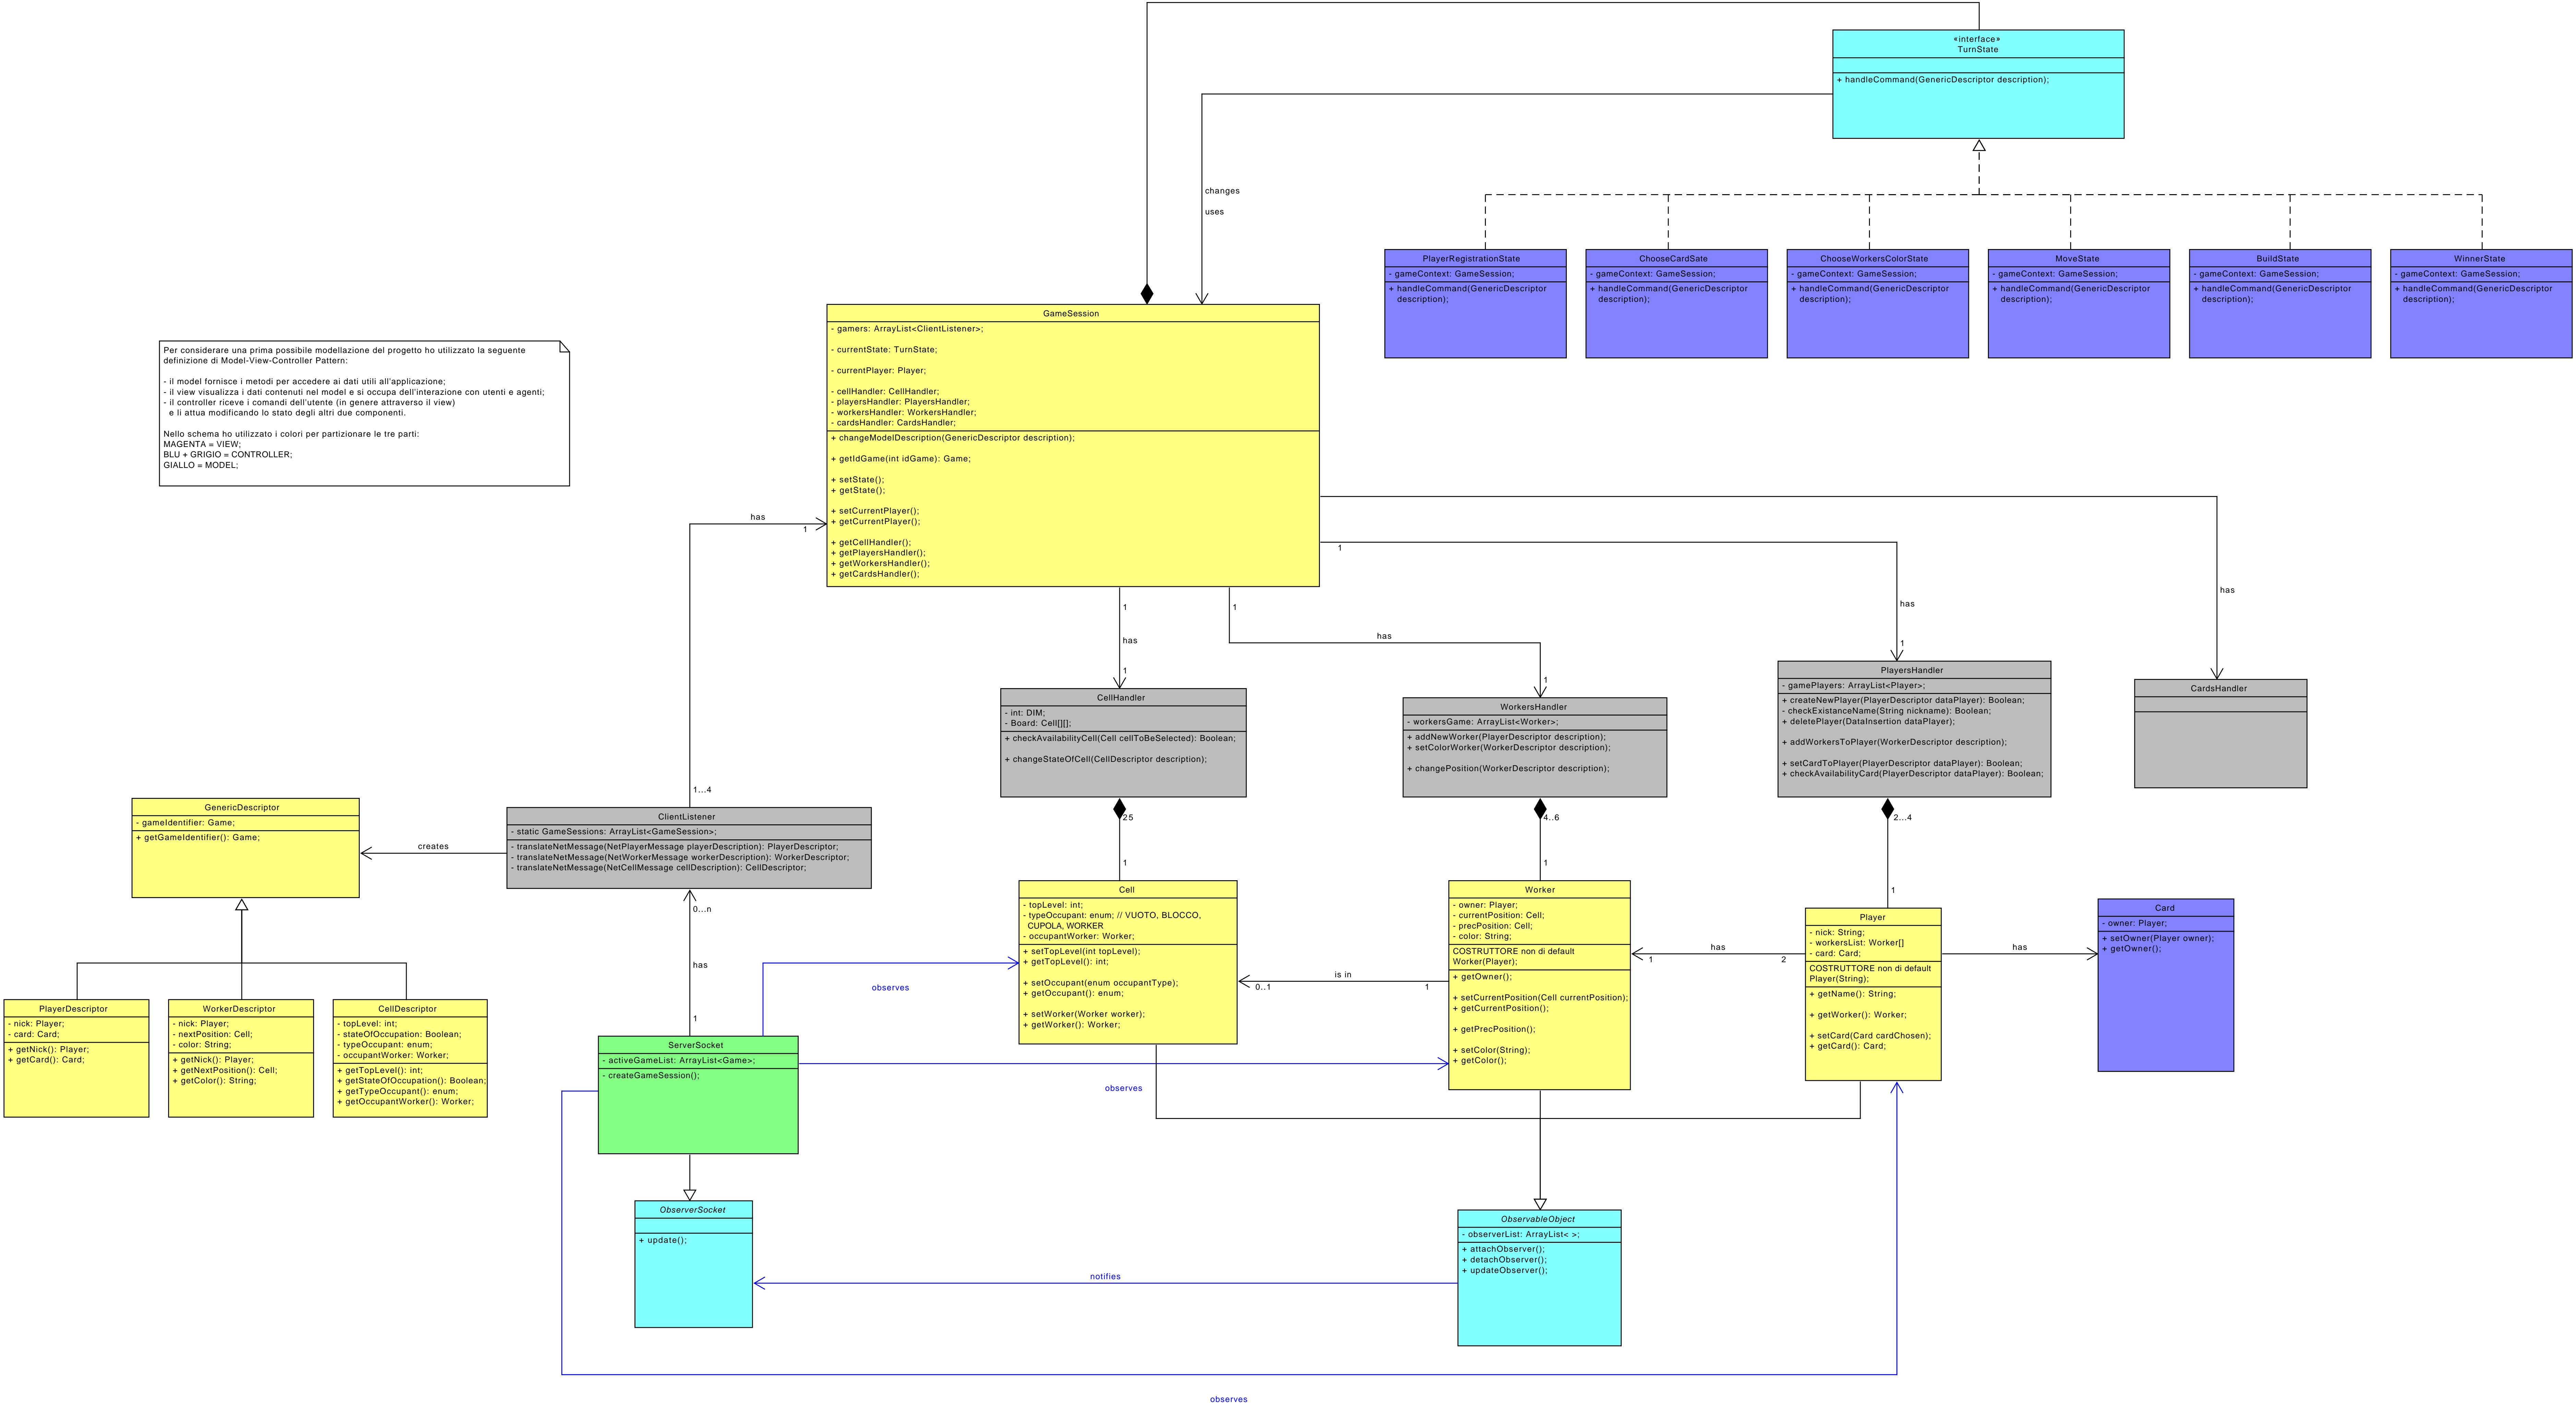 «interface»
TurnState
+ handleCommand(GenericDescriptor description);
changes
uses
PlayerRegistrationState
- gameContext: GameSession;
+ handleCommand(GenericDescriptor
description);
ChooseCardSate
- gameContext: GameSession;
+ handleCommand(GenericDescriptor
description);
ChooseWorkersColorState
- gameContext: GameSession;
+ handleCommand(GenericDescriptor
description);
MoveState
- gameContext: GameSession;
+ handleCommand(GenericDescriptor
description);
BuildState
- gameContext: GameSession;
+ handleCommand(GenericDescriptor
description);
WinnerState
- gameContext: GameSession;
+ handleCommand(GenericDescriptor
description);
Per considerare una prima possibile modellazione del progetto ho utilizzato la seguente
definizione di Model-View-Controller Pattern:
- il model fornisce i metodi per accedere ai dati utili all'applicazione;
- il view visualizza i dati contenuti nel model e si occupa dell'interazione con utenti e agenti;
- il controller riceve i comandi dell'utente (in genere attraverso il view)
e li attua modificando lo stato degli altri due componenti.
Nello schema ho utilizzato i colori per partizionare le tre parti:
MAGENTA = VIEW;
BLU + GRIGIO = CONTROLLER;
GIALLO = MODEL;
GameSession
- gamers: ArrayList<ClientListener>;
- currentState: TurnState;
- currentPlayer: Player;
- cellHandler: CellHandler;
- playersHandler: PlayersHandler;
- workersHandler: WorkersHandler;
- cardsHandler: CardsHandler;
+ changeModelDescription(GenericDescriptor description);
+ getIdGame(int idGame): Game;
+ setState();
+ getState();
+ setCurrentPlayer();
+ getCurrentPlayer();
+ getCellHandler();
+ getPlayersHandler();
+ getWorkersHandler();
+ getCardsHandler();
has
1
1...4
1
has
1
1
has
1
1
has
1
has
CellHandler
- int: DIM;
- Board: Cell[][];
+ checkAvailabilityCell(Cell cellToBeSelected): Boolean;
+ changeStateOfCell(CellDescriptor description);
WorkersHandler
- workersGame: ArrayList<Worker>;
+ addNewWorker(PlayerDescriptor description);
+ setColorWorker(WorkerDescriptor description);
+ changePosition(WorkerDescriptor description);
PlayersHandler
- gamePlayers: ArrayList<Player>;
+ createNewPlayer(PlayerDescriptor dataPlayer): Boolean;
- checkExistanceName(String nickname): Boolean;
+ deletePlayer(DataInsertion dataPlayer);
+ addWorkersToPlayer(WorkerDescriptor description);
+ setCardToPlayer(PlayerDescriptor dataPlayer): Boolean;
+ checkAvailabilityCard(PlayerDescriptor dataPlayer): Boolean;
CardsHandler
GenericDescriptor
- gameIdentifier: Game;
+ getGameIdentifier(): Game;
creates
ClientListener
- static GameSessions: ArrayList<GameSession>;
- translateNetMessage(NetPlayerMessage playerDescription): PlayerDescriptor;
- translateNetMessage(NetWorkerMessage workerDescription): WorkerDescriptor;
- translateNetMessage(NetCellMessage cellDescription): CellDescriptor;
0...n
has
1
25
1
4..6
1
2...4
1
Cell
- topLevel: int;
- typeOccupant: enum; // VUOTO, BLOCCO,
CUPOLA, WORKER
- occupantWorker: Worker;
+ setTopLevel(int topLevel);
+ getTopLevel(): int;
+ setOccupant(enum occupantType);
+ getOccupant(): enum;
+ setWorker(Worker worker);
+ getWorker(): Worker;
is in
0..1
1
Worker
- owner: Player;
- currentPosition: Cell;
- precPosition: Cell;
- color: String;
COSTRUTTORE non di default
Worker(Player);
+ getOwner();
+ setCurrentPosition(Cell currentPosition);
+ getCurrentPosition();
+ getPrecPosition();
+ setColor(String);
+ getColor();
has
1
2
Player
- nick: String;
- workersList: Worker[]
- card: Card;
COSTRUTTORE non di default
Player(String);
+ getName(): String;
+ getWorker(): Worker;
+ setCard(Card cardChosen);
+ getCard(): Card;
has
Card
- owner: Player;
+ setOwner(Player owner);
+ getOwner();
PlayerDescriptor
- nick: Player;
- card: Card;
+ getNick(): Player;
+ getCard(): Card;
WorkerDescriptor
- nick: Player;
- nextPosition: Cell;
- color: String;
+ getNick(): Player;
+ getNextPosition(): Cell;
+ getColor(): String;
CellDescriptor
- topLevel: int;
- stateOfOccupation: Boolean;
- typeOccupant: enum;
- occupantWorker: Worker;
+ getTopLevel(): int;
+ getStateOfOccupation(): Boolean;
+ getTypeOccupant(): enum;
+ getOccupantWorker(): Worker;
ServerSocket
- activeGameList: ArrayList<Game>;
- createGameSession();
observes
observes
ObserverSocket
+ update();
notifies
ObservableObject
- observerList: ArrayList< >;
+ attachObserver();
+ detachObserver();
+ updateObserver();
observes